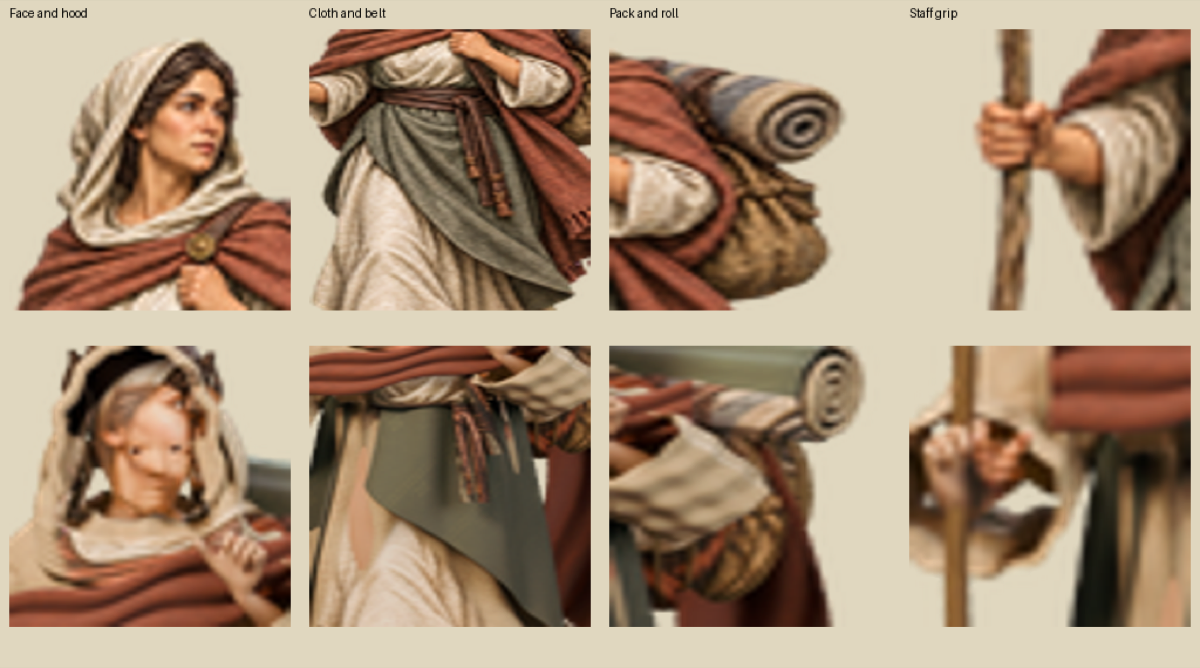 Face and hood
Cloth and belt
Pack and roll
Staff grip